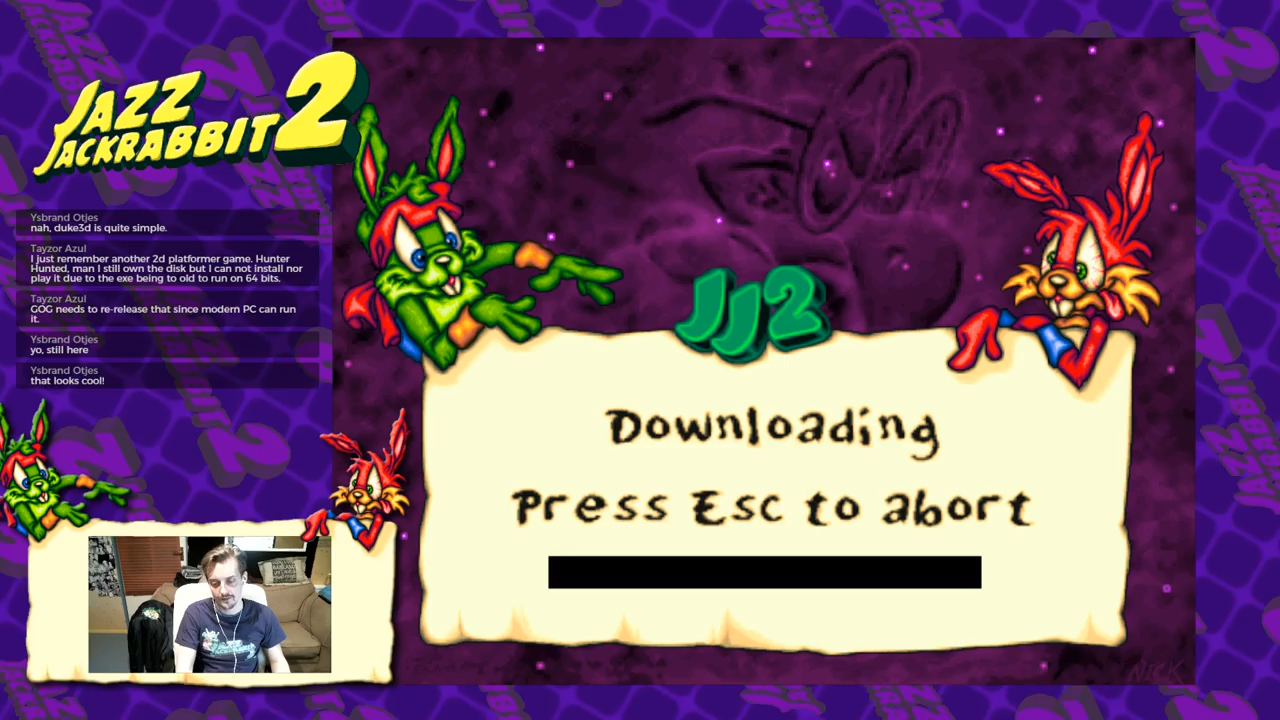 JAZZ
JACKRABBIT 2
Ysbrand Otjes
nah, duke3d is quite simple.
Tayzor Azul
I just remember another 2d platformer game. Hunter
Hunted, man I still own the disk but I can not install nor
play it due to the exe being to old to run on 64 bits.
Tayzor Azul
GOG needs to re-release that since modern PC can run
it.
Ysbrand Otjes
yo, still here
Ysbrand Otjes
that looks cool!
JJ2
Downloading
Press Esc to abort
NICK